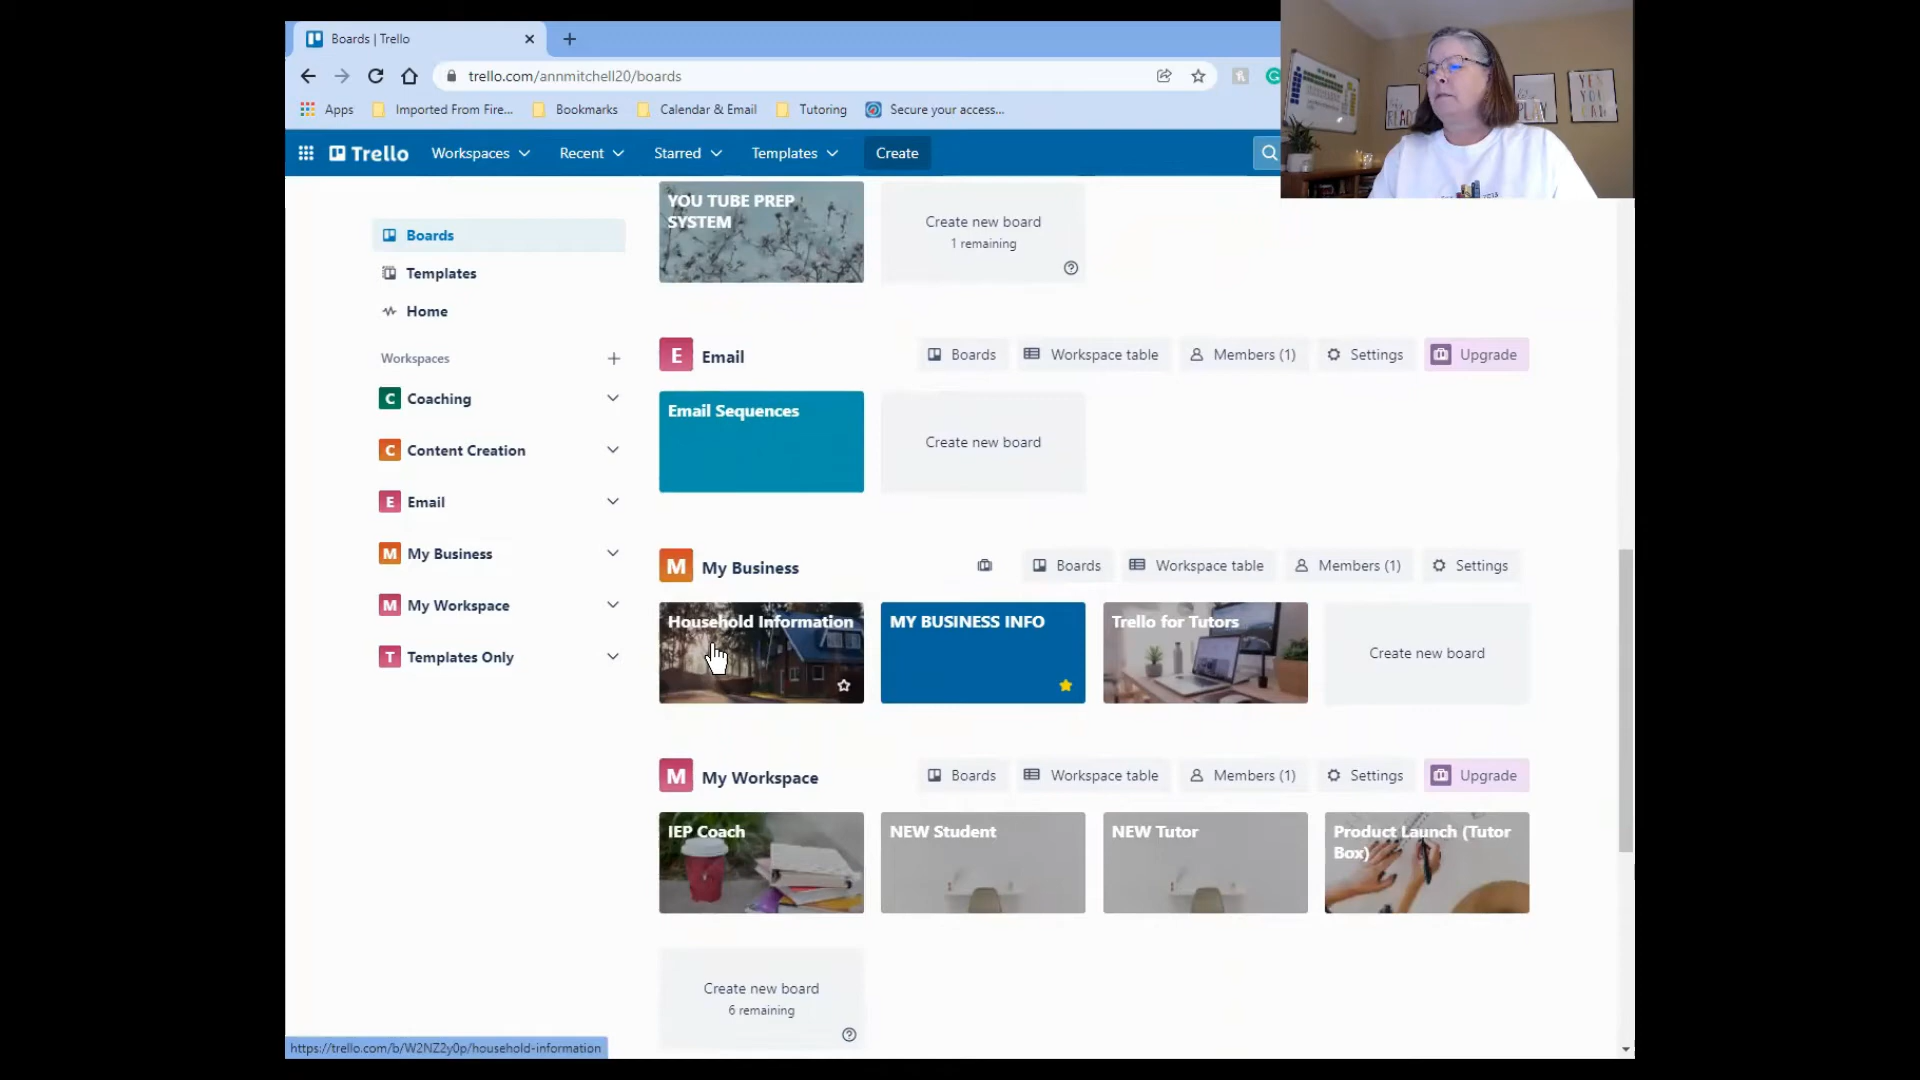 Boards | Trello
trello.com/annmitchell20/boards
Apps
Imported From Fire...
Bookmarks
Calendar & Email
Tutoring
Secure your access...
Trello
Workspaces
Recent
Starred
Templates
Create
YES
YOU
CAN
PLAY
Boards
Templates
Home
Workspaces
C Coaching
C Content Creation
E Email
M My Business
M My Workspace
T Templates Only
YOU TUBE PREP
SYSTEM
Create new board
1 remaining
E Email
Boards
Workspace table
Members (1)
Settings
Upgrade
Email Sequences
Create new board
M My Business
Boards
Workspace table
Members (1)
Settings
Household Information
MY BUSINESS INFO
Trello for Tutors
Create new board
M My Workspace
Boards
Workspace table
Members (1)
Settings
Upgrade
IEP Coach
NEW Student
NEW Tutor
Product Launch (Tutor
Box)
Create new board
6 remaining
https://trello.com/b/W2NZ2y0p/household-information